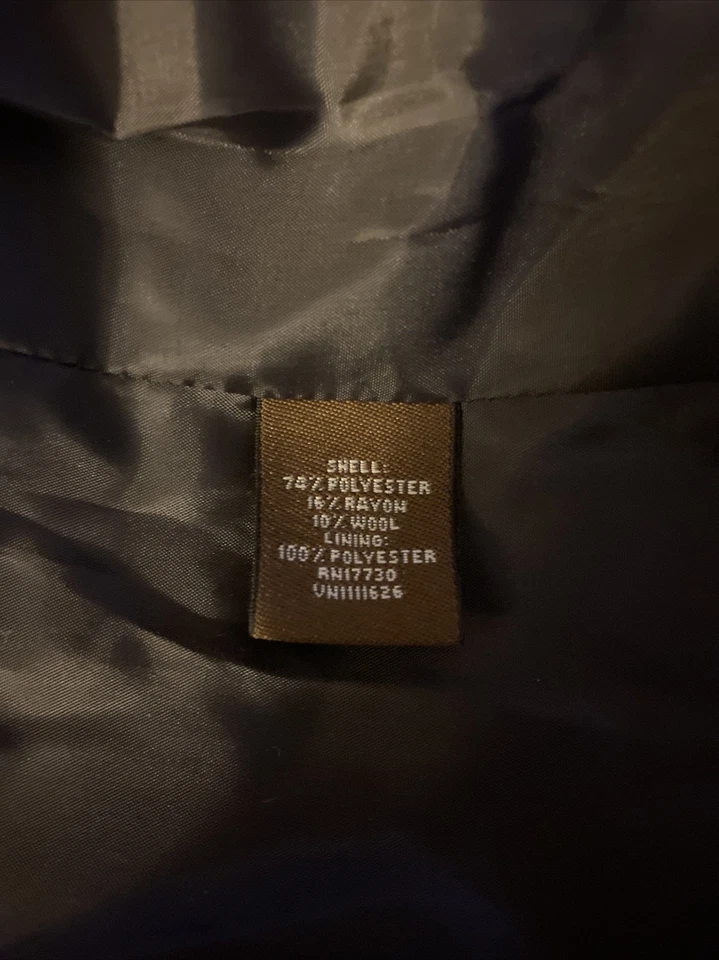 SHELL:
74% POLYESTER
16% RAYON
10% WOOL
LINING:
100% POLYESTER
RN17730
VN1111626